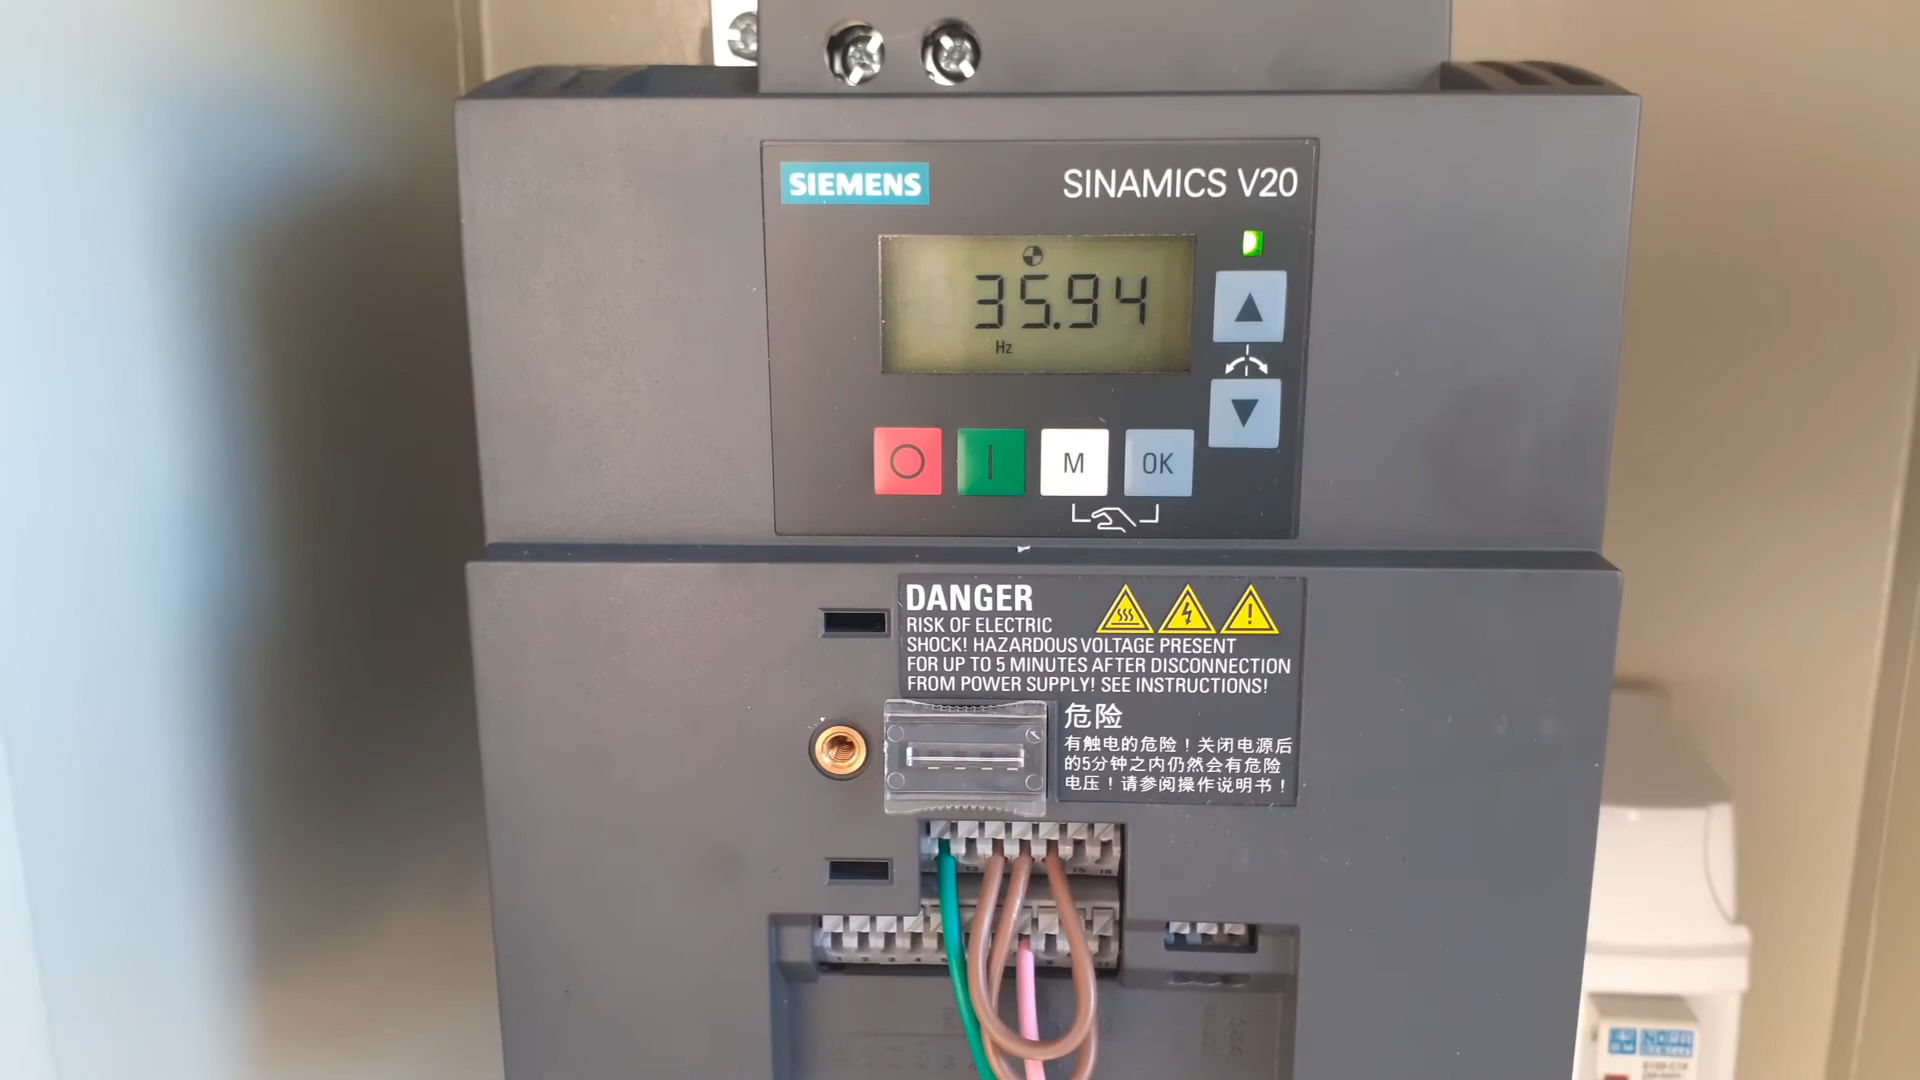 SIEMENS
SINAMICS V20
35.94
Hz
M
OK
DANGER
RISK OF ELECTRIC
SHOCK! HAZARDOUS VOLTAGE PRESENT
FOR UP TO 5 MINUTES AFTER DISCONNECTION
FROM POWER SUPPLY! SEE INSTRUCTIONS!
危险
有触电的危险！关闭电源后
的5分钟之内仍然会有危险
电压！请参阅操作说明书！
13 15 16